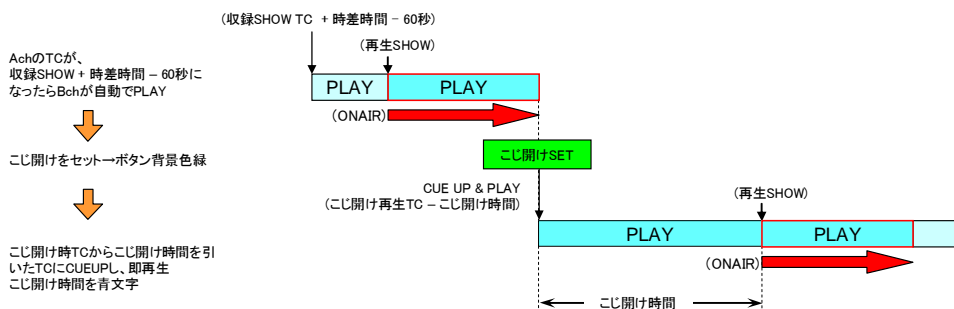 (収録SHOW TC + 時差時間 – 60秒)
(再生SHOW)
AchのTCが、
収録SHOW + 時差時間 – 60秒に
なったらBchが自動でPLAY
PLAY
PLAY
(ONAIR)
こじ開けSET
こじ開けをセット→ボタン背景色緑
CUE UP & PLAY
(こじ開け再生TC – こじ開け時間)
(再生SHOW)
PLAY
PLAY
こじ開け時TCからこじ開け時間を引
いたTCにCUEUPし、即再生
こじ開け時間を青文字
(ONAIR)
こじ開け時間